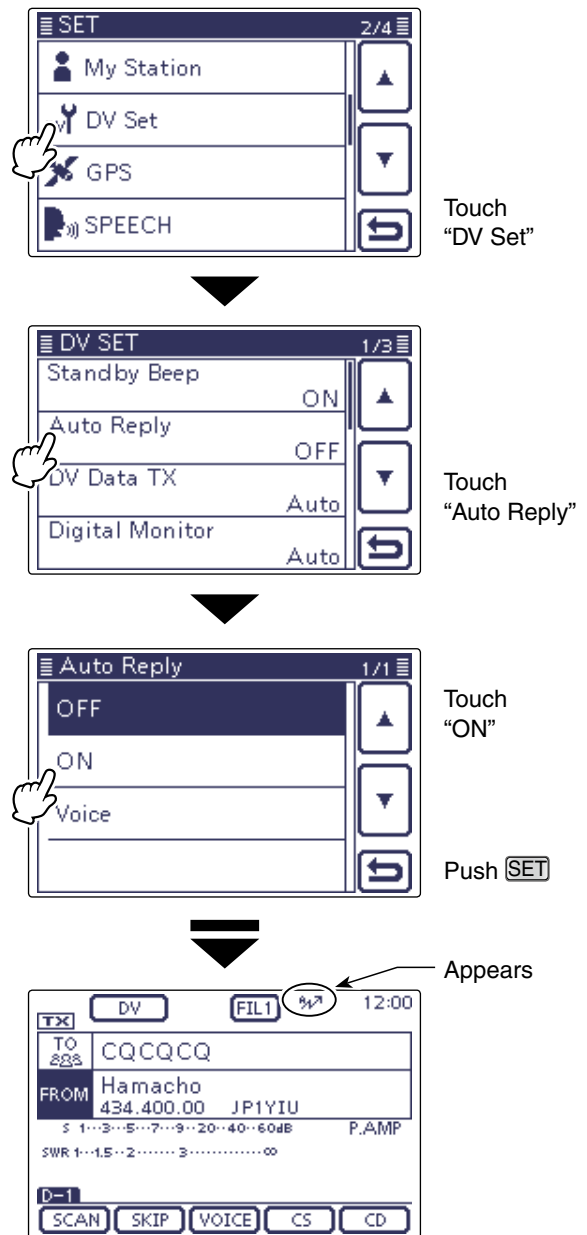 SET 2/4
My Station
DV Set
GPS
SPEECH
Touch
“DV Set”
DV SET 1/3
Standby Beep
ON
Auto Reply
OFF
DV Data TX
Auto
Digital Monitor
Auto
Touch
“Auto Reply”
Auto Reply 1/1
OFF
ON
Voice
Touch
“ON”
Push SET
Appears
TX DV FIL1 12:00
TO CQCQCQ
FROM Hamacho
434.400.00 JP1YIU
S 1···3···5···7···9··20··40··60dB P.AMP
SWR 1···1.5··2······· 3·············∞
D-1
SCAN SKIP VOICE CS CD